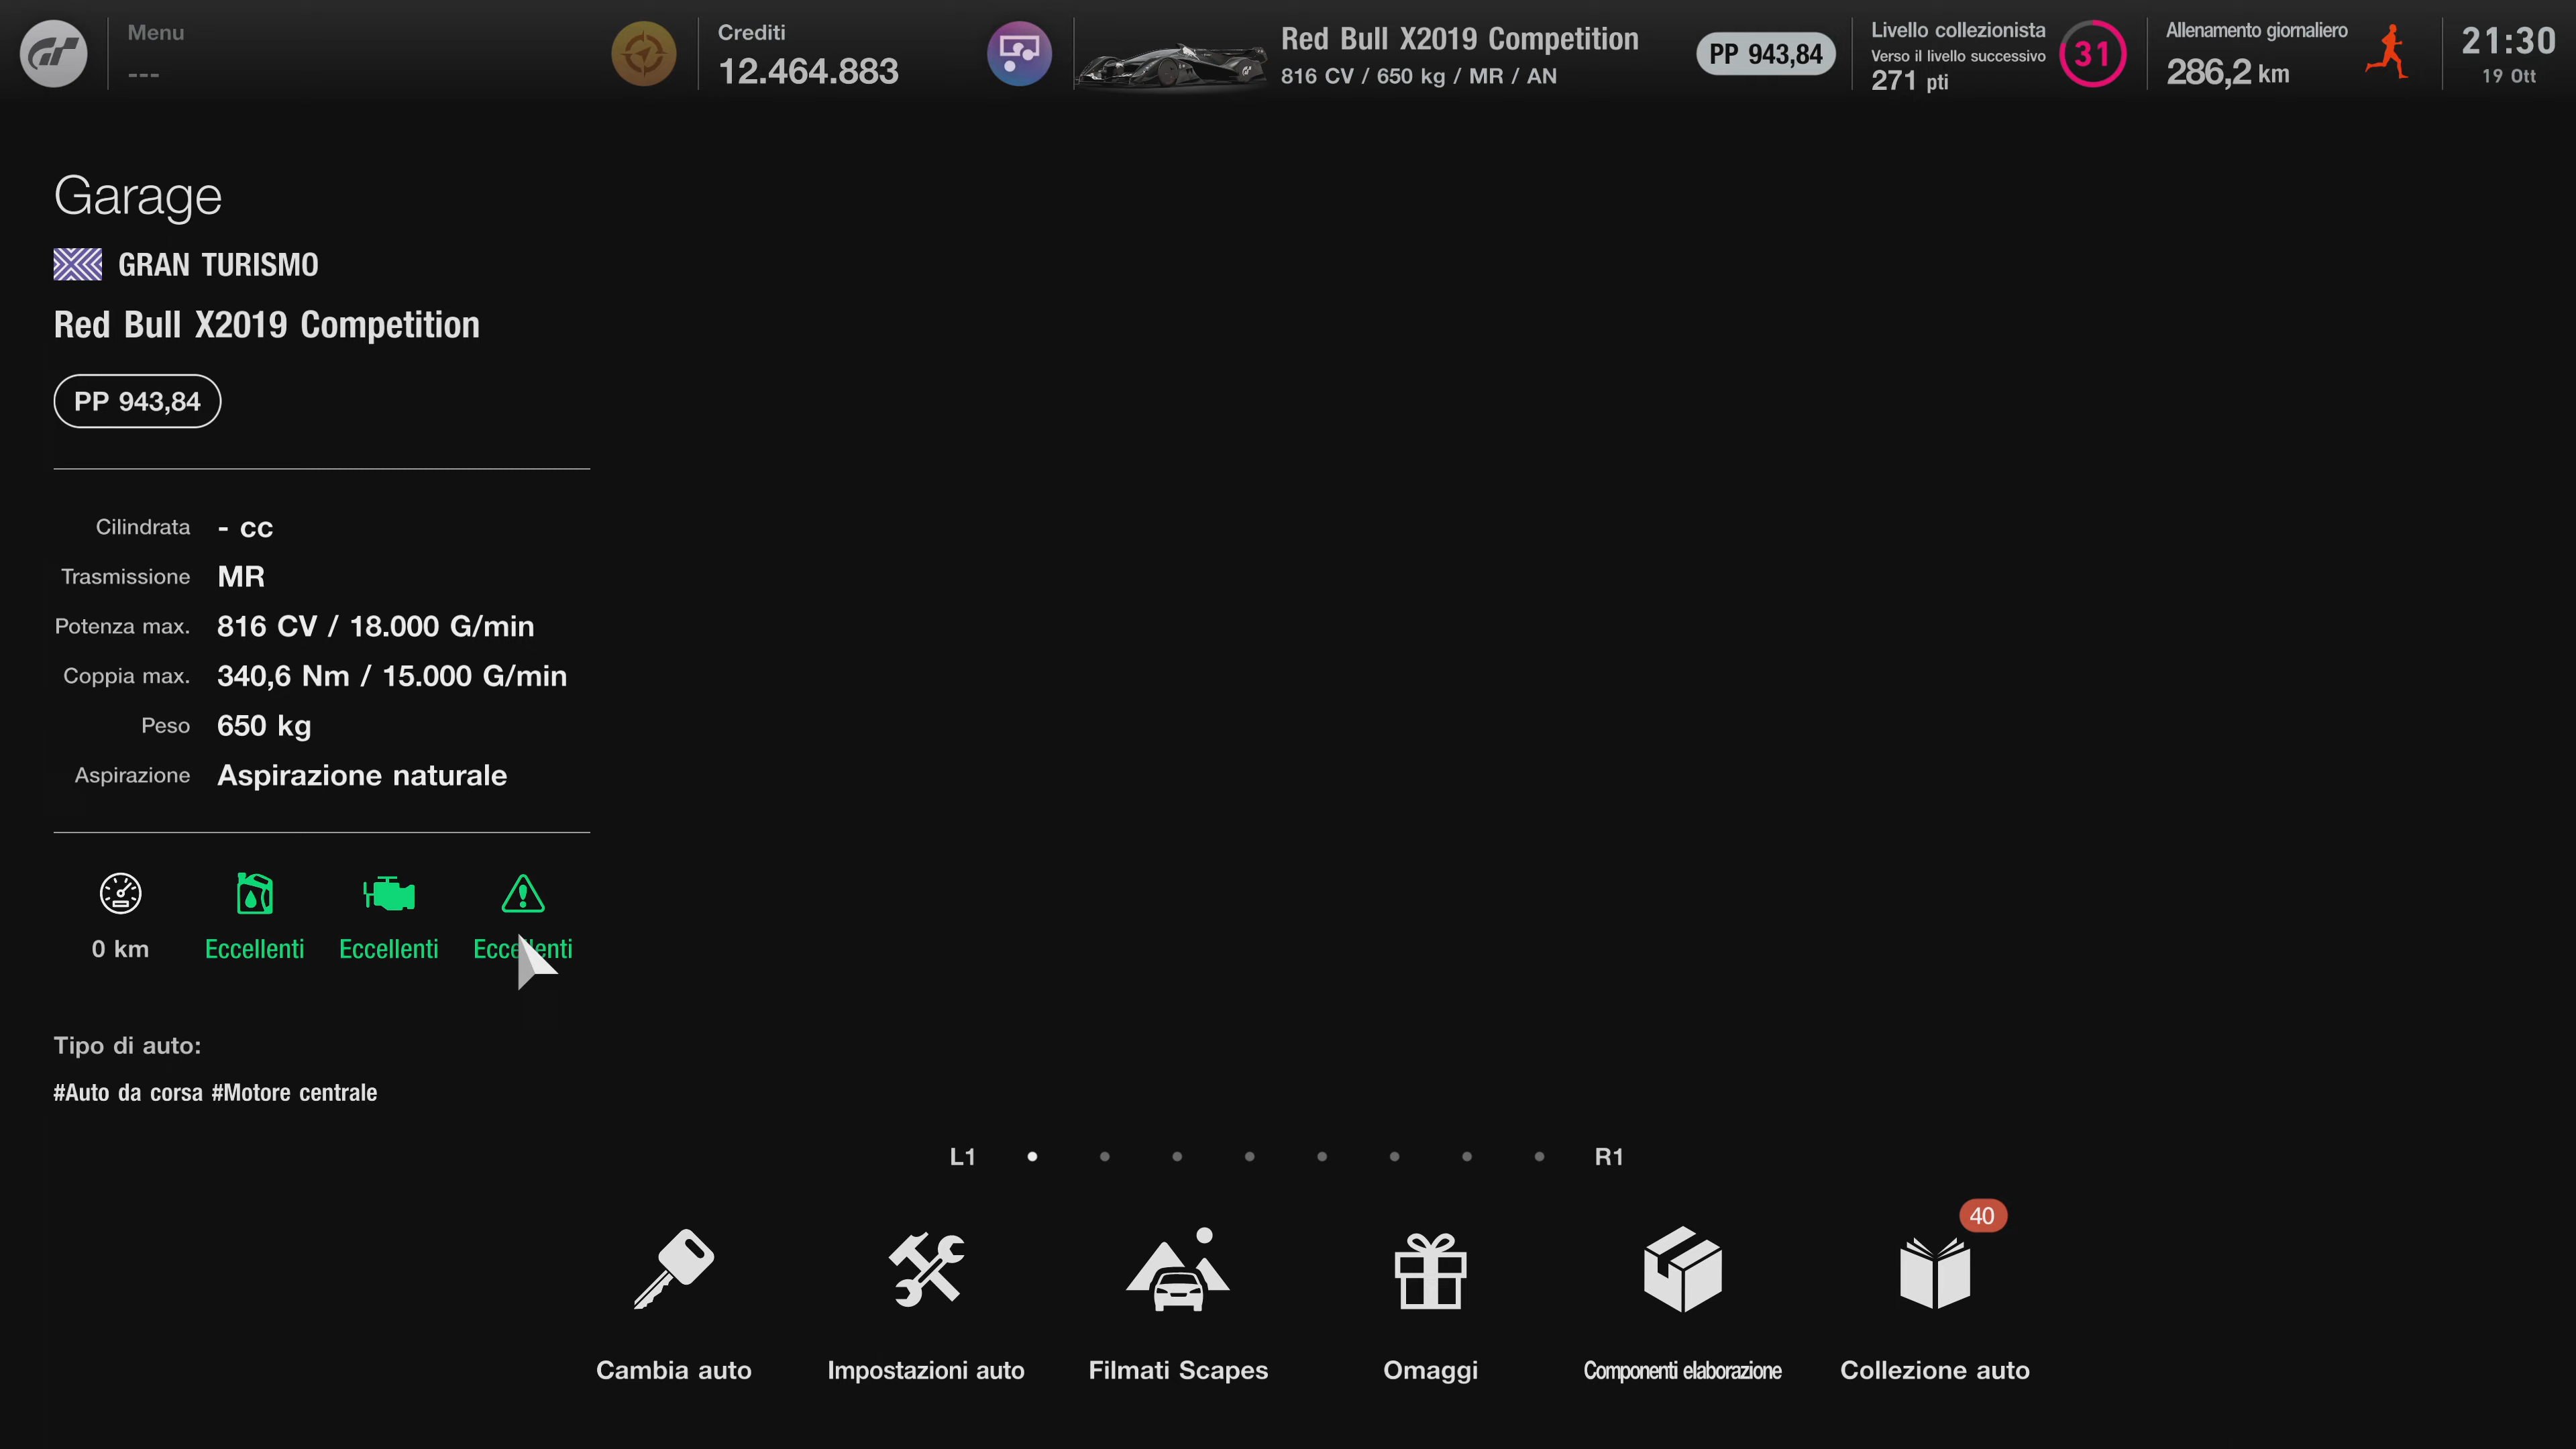 Menu
---
Crediti
12.464.883
Red Bull X2019 Competition
816 CV / 650 kg / MR / AN
PP 943,84
Livello collezionista
Verso il livello successivo
271 pti
31
Allenamento giornaliero
286,2 km
21:30
19 Ott
Garage
GRAN TURISMO
Red Bull X2019 Competition
PP 943,84
Cilindrata - cc
Trasmissione MR
Potenza max. 816 CV / 18.000 G/min
Coppia max. 340,6 Nm / 15.000 G/min
Peso 650 kg
Aspirazione Aspirazione naturale
0 km Eccellenti Eccellenti Eccellenti
Tipo di auto:
#Auto da corsa #Motore centrale
L1 R1
40
Cambia auto Impostazioni auto Filmati Scapes Omaggi Componenti elaborazione Collezione auto